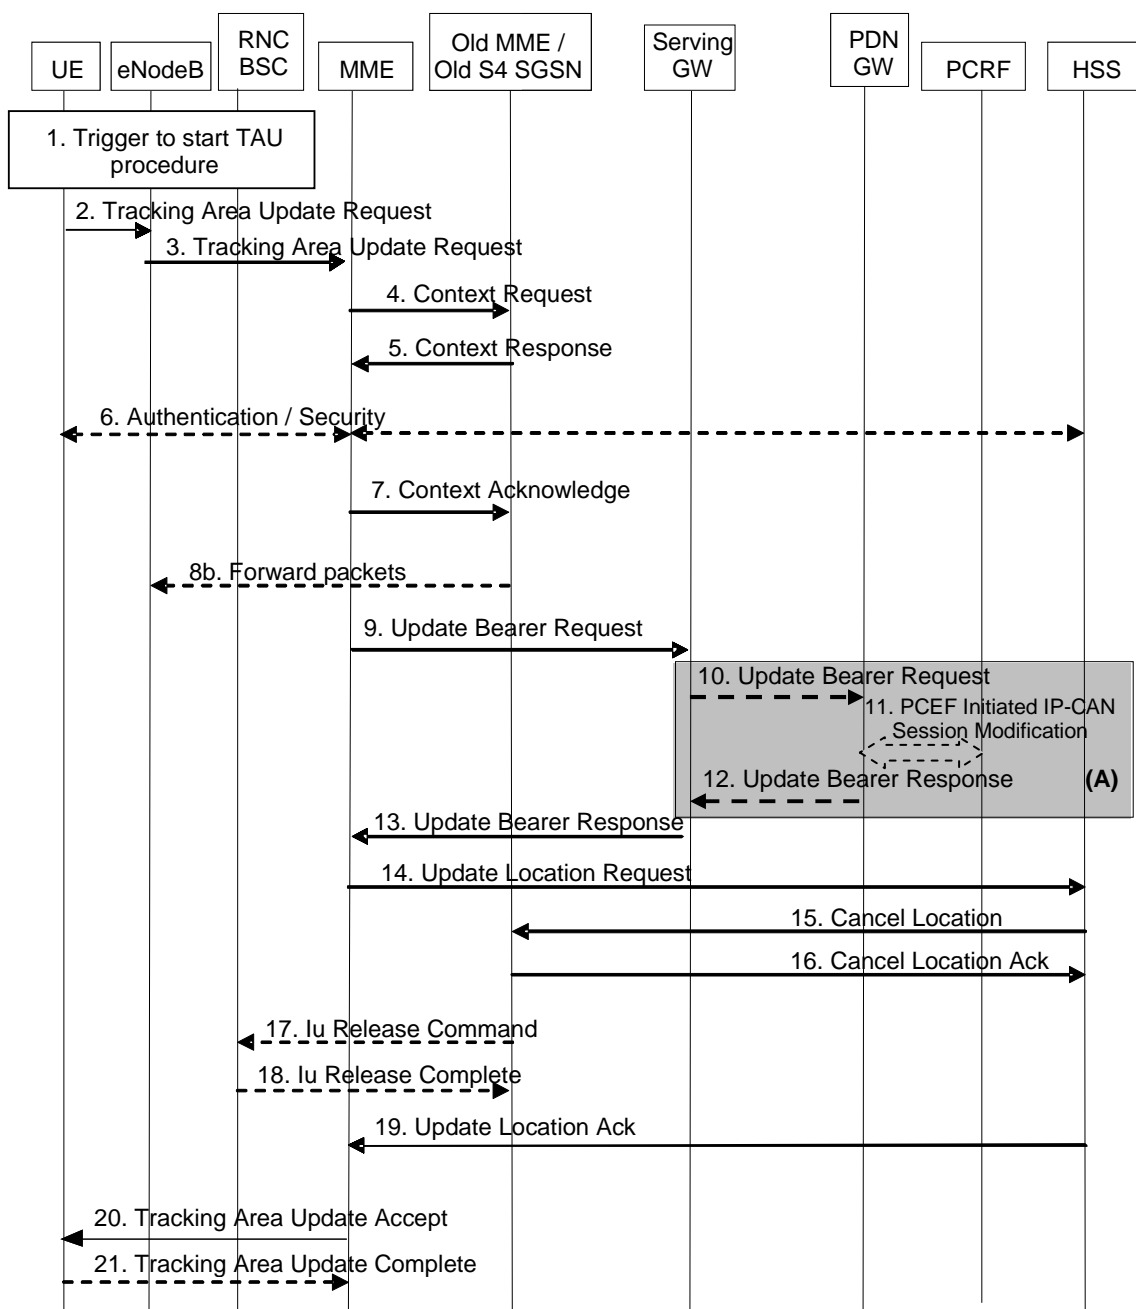 UE
eNodeB
RNC
BSC
MME
Old MME /
Old S4 SGSN
Serving
GW
PDN
GW
PCRF
HSS
1. Trigger to start TAU
procedure
2. Tracking Area Update Request
3. Tracking Area Update Request
4. Context Request
5. Context Response
6. Authentication / Security
7. Context Acknowledge
8b. Forward packets
9. Update Bearer Request
10. Update Bearer Request
11. PCEF Initiated IP-CAN
Session Modification
12. Update Bearer Response
(A)
13. Update Bearer Response
14. Update Location Request
15. Cancel Location
16. Cancel Location Ack
17. Iu Release Command
18. Iu Release Complete
19. Update Location Ack
20. Tracking Area Update Accept
21. Tracking Area Update Complete